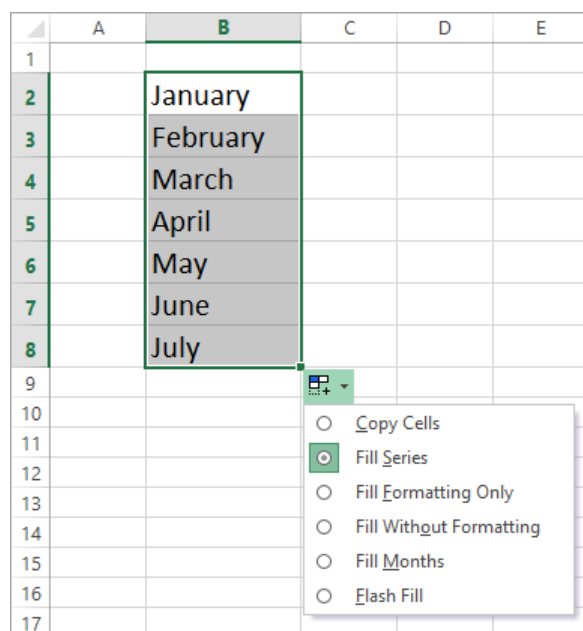 A B C D E
1
2 January
3 February
4 March
5 April
6 May
7 June
8 July
9
10 Copy Cells
11 Fill Series
12
13 Fill Formatting Only
14 Fill Without Formatting
15 Fill Months
16 Flash Fill
17